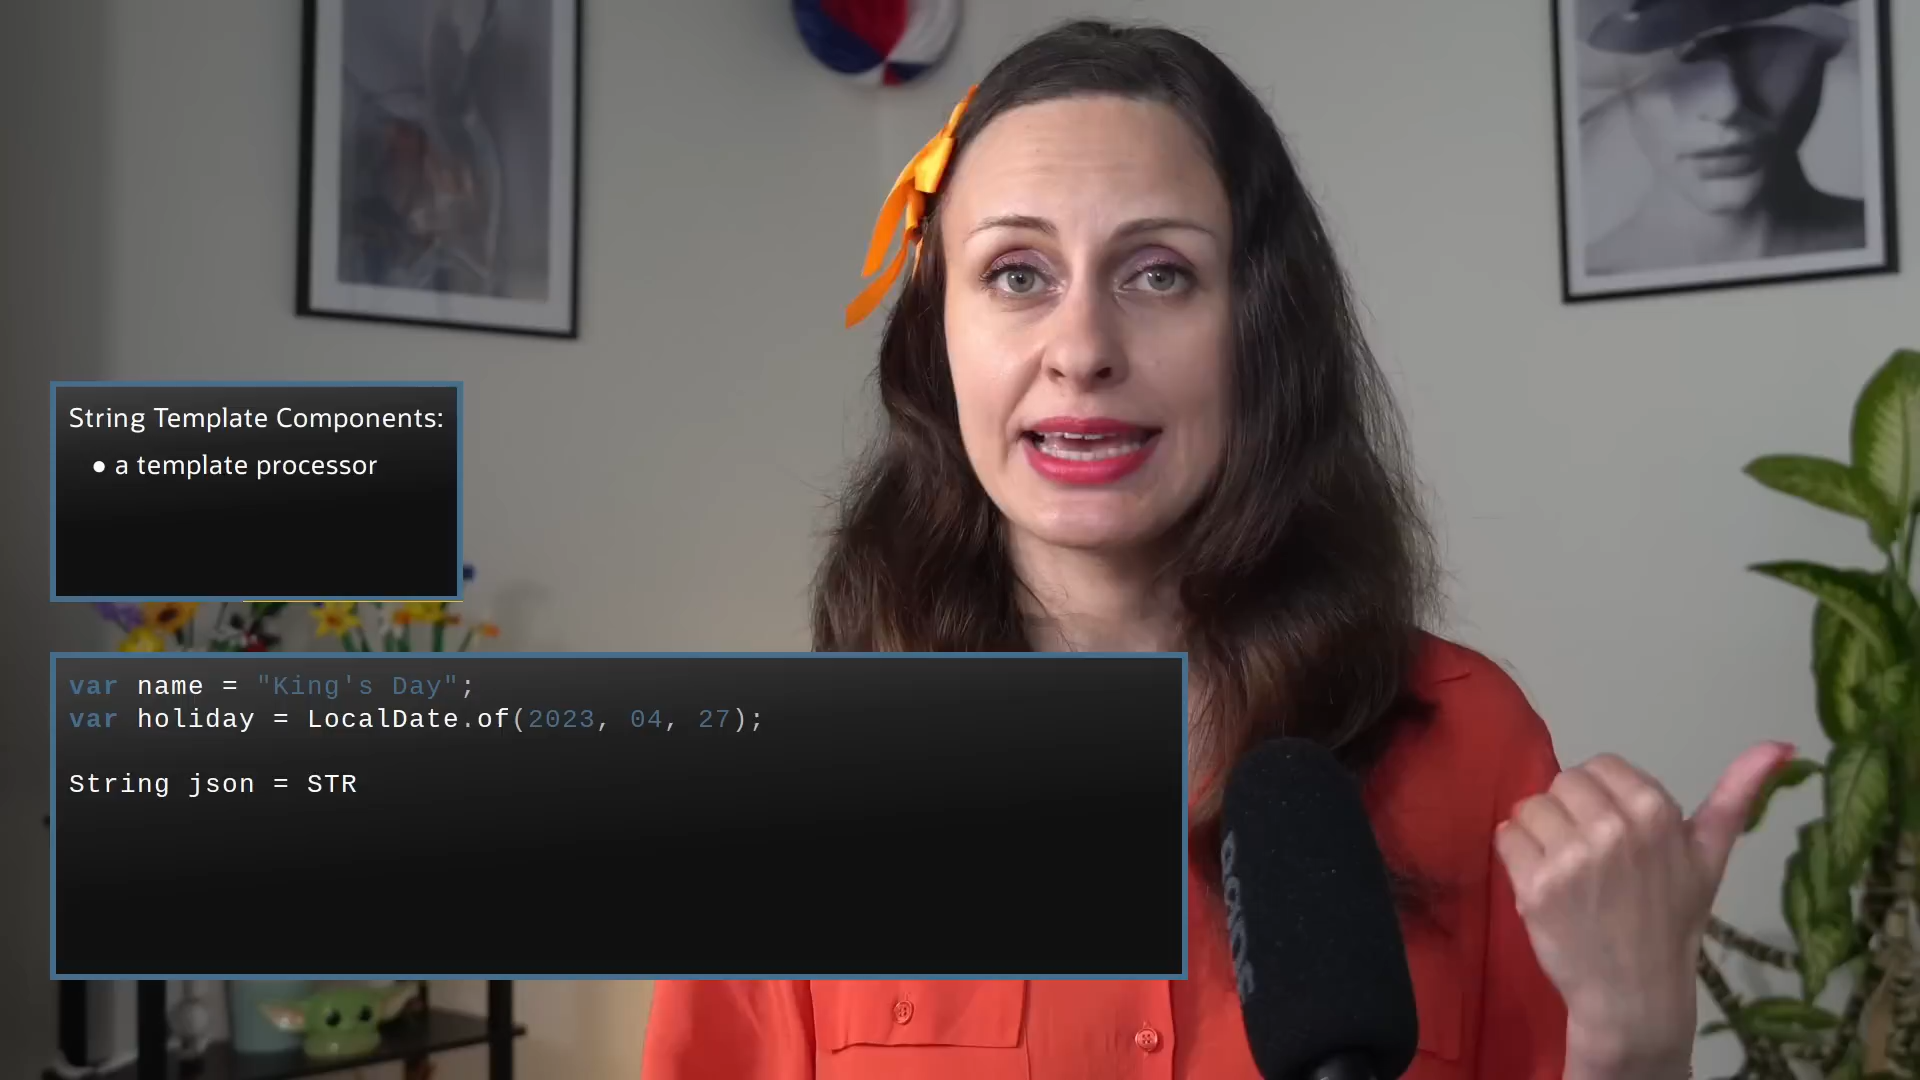 String Template Components:
● a template processor
var name = "King's Day";
var holiday = LocalDate.of(2023, 04, 27);
String json = STR